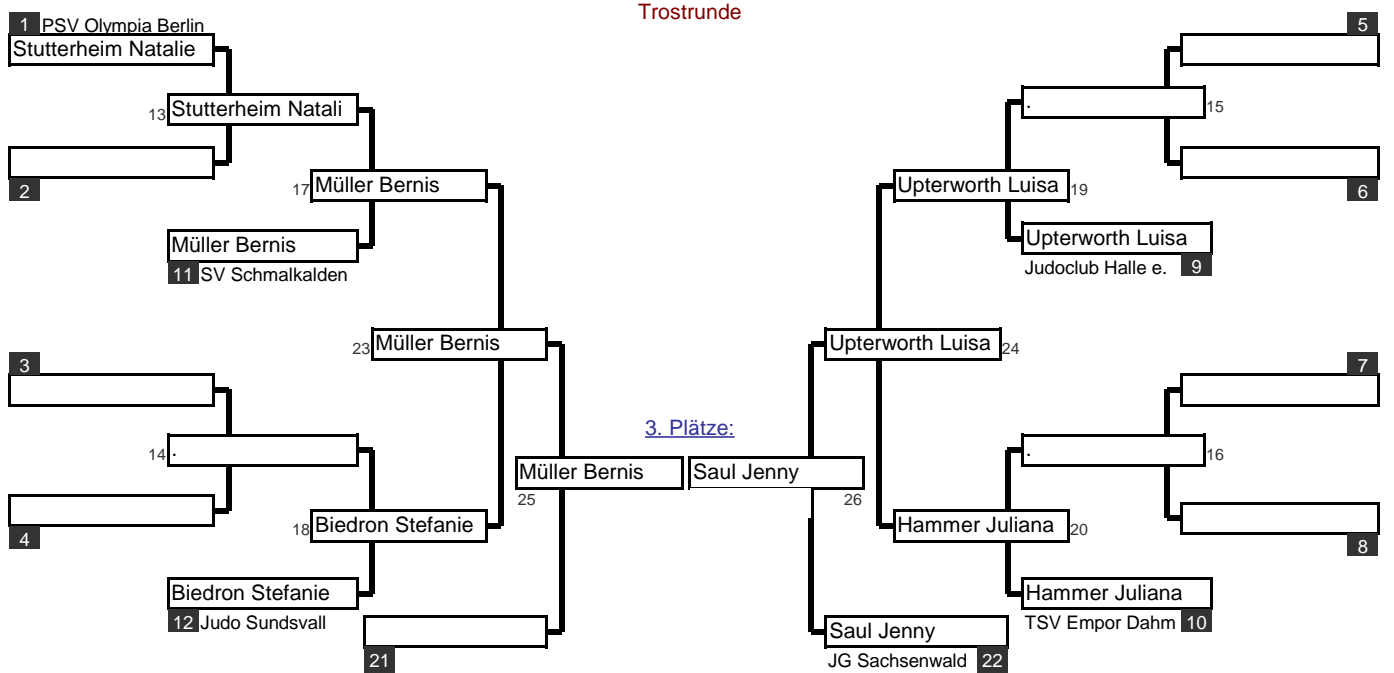 Trostrunde
1 PSV Olympia Berlin
5
Stutterheim Natalie
13 Stutterheim Natali
. 15
2
17 Müller Bernis
Upterworth Luisa 19
6
Müller Bernis
Upterworth Luisa
11 SV Schmalkalden
Judoclub Halle e. 9
23 Müller Bernis
Upterworth Luisa 24
3
7
3. Plätze:
14 .
. 16
Müller Bernis
Saul Jenny
25
26
4
18 Biedron Stefanie
Hammer Juliana 20
8
Biedron Stefanie
Hammer Juliana
12 Judo Sundsvall
TSV Empor Dahm 10
Saul Jenny
21
JG Sachsenwald 22